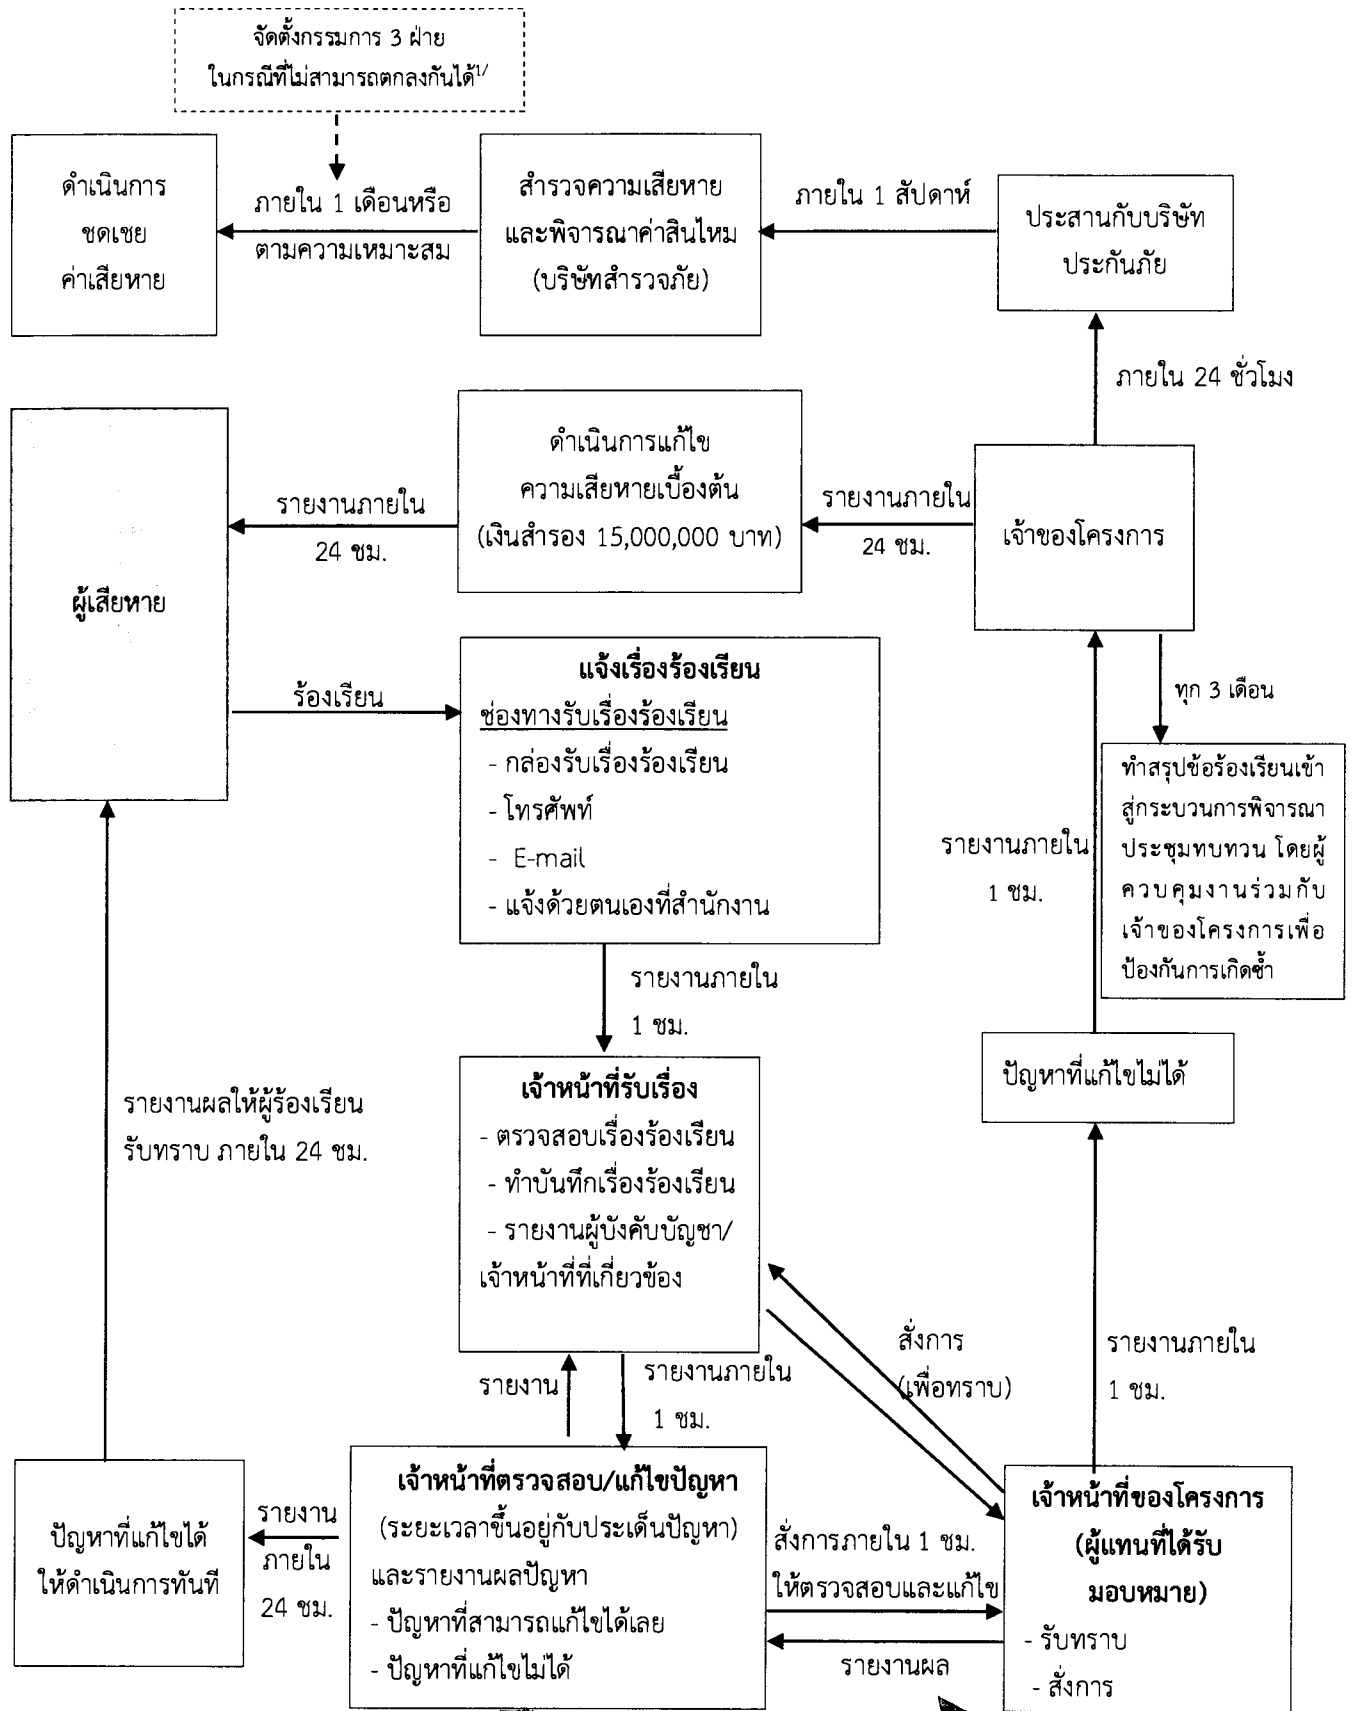 จัดตั้งกรรมการ 3 ฝ่าย
ในกรณีที่ไม่สามารถตกลงกันได้1/
ดำเนินการ
ชดเชย
ค่าเสียหาย
ภายใน 1 เดือนหรือ
ตามความเหมาะสม
สำรวจความเสียหาย
และพิจารณาค่าสินไหม
(บริษัทสำรวจภัย)
ภายใน 1 สัปดาห์
ประสานกับบริษัท
ประกันภัย
ภายใน 24 ชั่วโมง
ผู้เสียหาย
รายงานภายใน
24 ชม.
ดำเนินการแก้ไข
ความเสียหายเบื้องต้น
(เงินสำรอง 15,000,000 บาท)
รายงานภายใน
24 ชม.
เจ้าของโครงการ
ร้องเรียน
แจ้งเรื่องร้องเรียน
ช่องทางรับเรื่องร้องเรียน
- กล่องรับเรื่องร้องเรียน
- โทรศัพท์
- E-mail
- แจ้งด้วยตนเองที่สำนักงาน
ทุก 3 เดือน
ทำสรุปข้อร้องเรียนเข้า
สู่กระบวนการพิจารณา
ประชุมทบทวน โดยผู้
ควบคุมงานร่วมกับ
เจ้าของโครงการเพื่อ
ป้องกันการเกิดซ้ำ
รายงานภายใน
1 ชม.
รายงานภายใน
1 ชม.
ปัญหาที่แก้ไขไม่ได้
เจ้าหน้าที่รับเรื่อง
- ตรวจสอบเรื่องร้องเรียน
- ทำบันทึกเรื่องร้องเรียน
- รายงานผู้บังคับบัญชา/
เจ้าหน้าที่ที่เกี่ยวข้อง
รายงานผลให้ผู้ร้องเรียน
รับทราบ ภายใน 24 ชม.
สั่งการ
(เพื่อทราบ)
รายงานภายใน
1 ชม.
รายงาน
รายงานภายใน
1 ชม.
ปัญหาที่แก้ไขได้
ให้ดำเนินการทันที
รายงาน
ภายใน
24 ชม.
เจ้าหน้าที่ตรวจสอบ/แก้ไขปัญหา
(ระยะเวลาขึ้นอยู่กับประเด็นปัญหา)
และรายงานผลปัญหา
- ปัญหาที่สามารถแก้ไขได้เลย
- ปัญหาที่แก้ไขไม่ได้
สั่งการภายใน 1 ชม.
ให้ตรวจสอบและแก้ไข
รายงานผล
เจ้าหน้าที่ของโครงการ
(ผู้แทนที่ได้รับ
มอบหมาย)
- รับทราบ
- สั่งการ